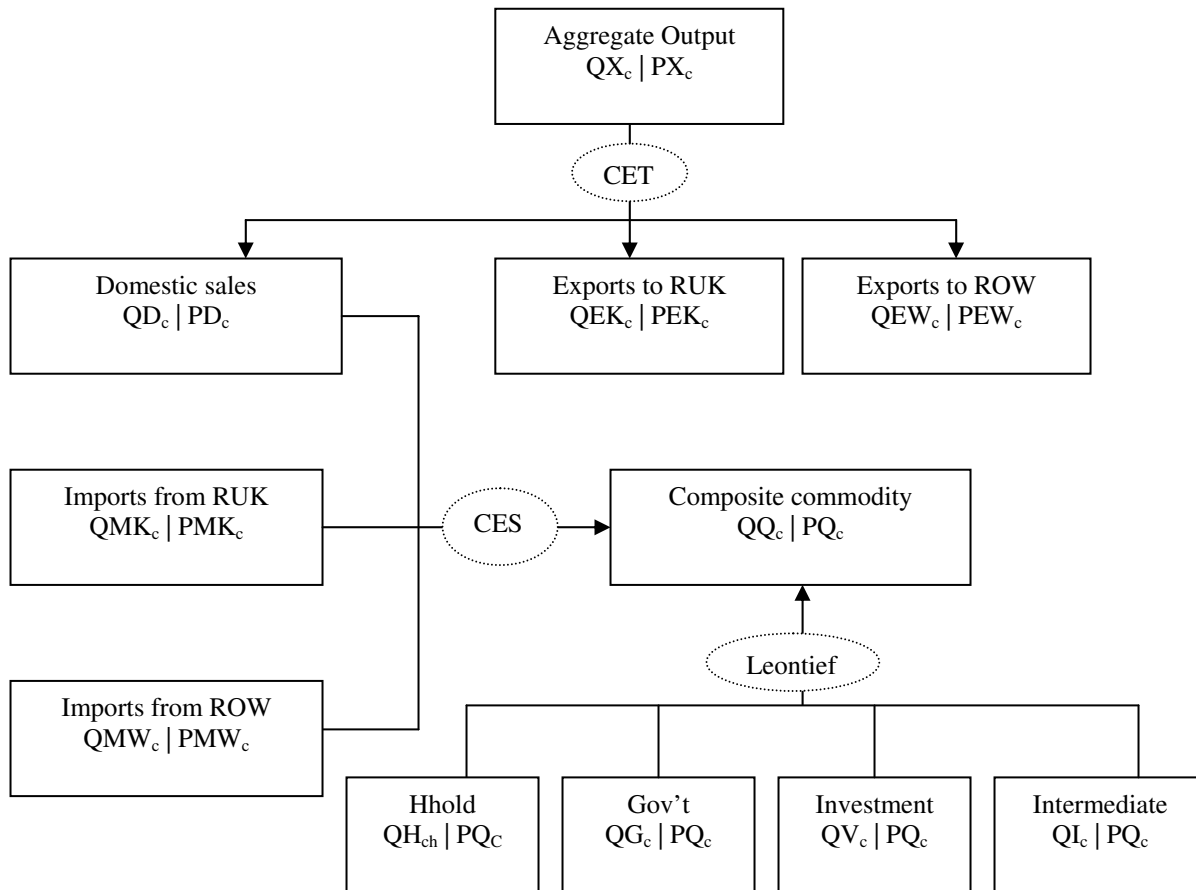 Aggregate Output
QXc | PXc
CET
Domestic sales
QDc | PDc
Exports to RUK
QEKc | PEKc
Exports to ROW
QEWc | PEWc
Imports from RUK
QMKc | PMKc
CES
Composite commodity
QQc | PQc
Leontief
Imports from ROW
QMWc | PMWc
Hhold
QHch | PQC
Gov’t
QGc | PQc
Investment
QVc | PQc
Intermediate
QIc | PQc